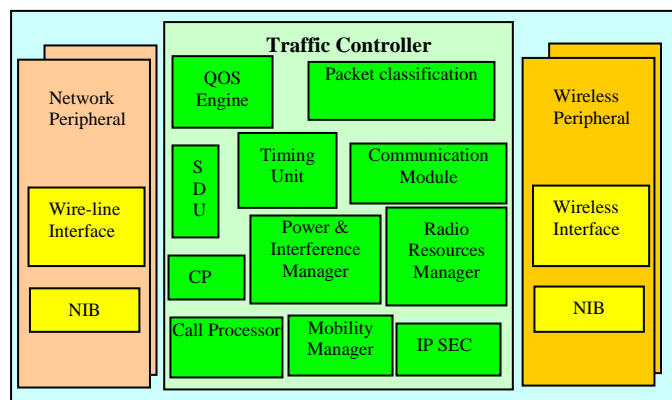 Traffic Controller
Network
Peripheral
Wire-line
Interface
NIB
QOS
Engine
Packet classification
S
D
U
Timing
Unit
Communication
Module
Power &
Interference
Manager
Radio
Resources
Manager
CP
Call Processor
Mobility
Manager
IP SEC
Wireless
Peripheral
Wireless
Interface
NIB